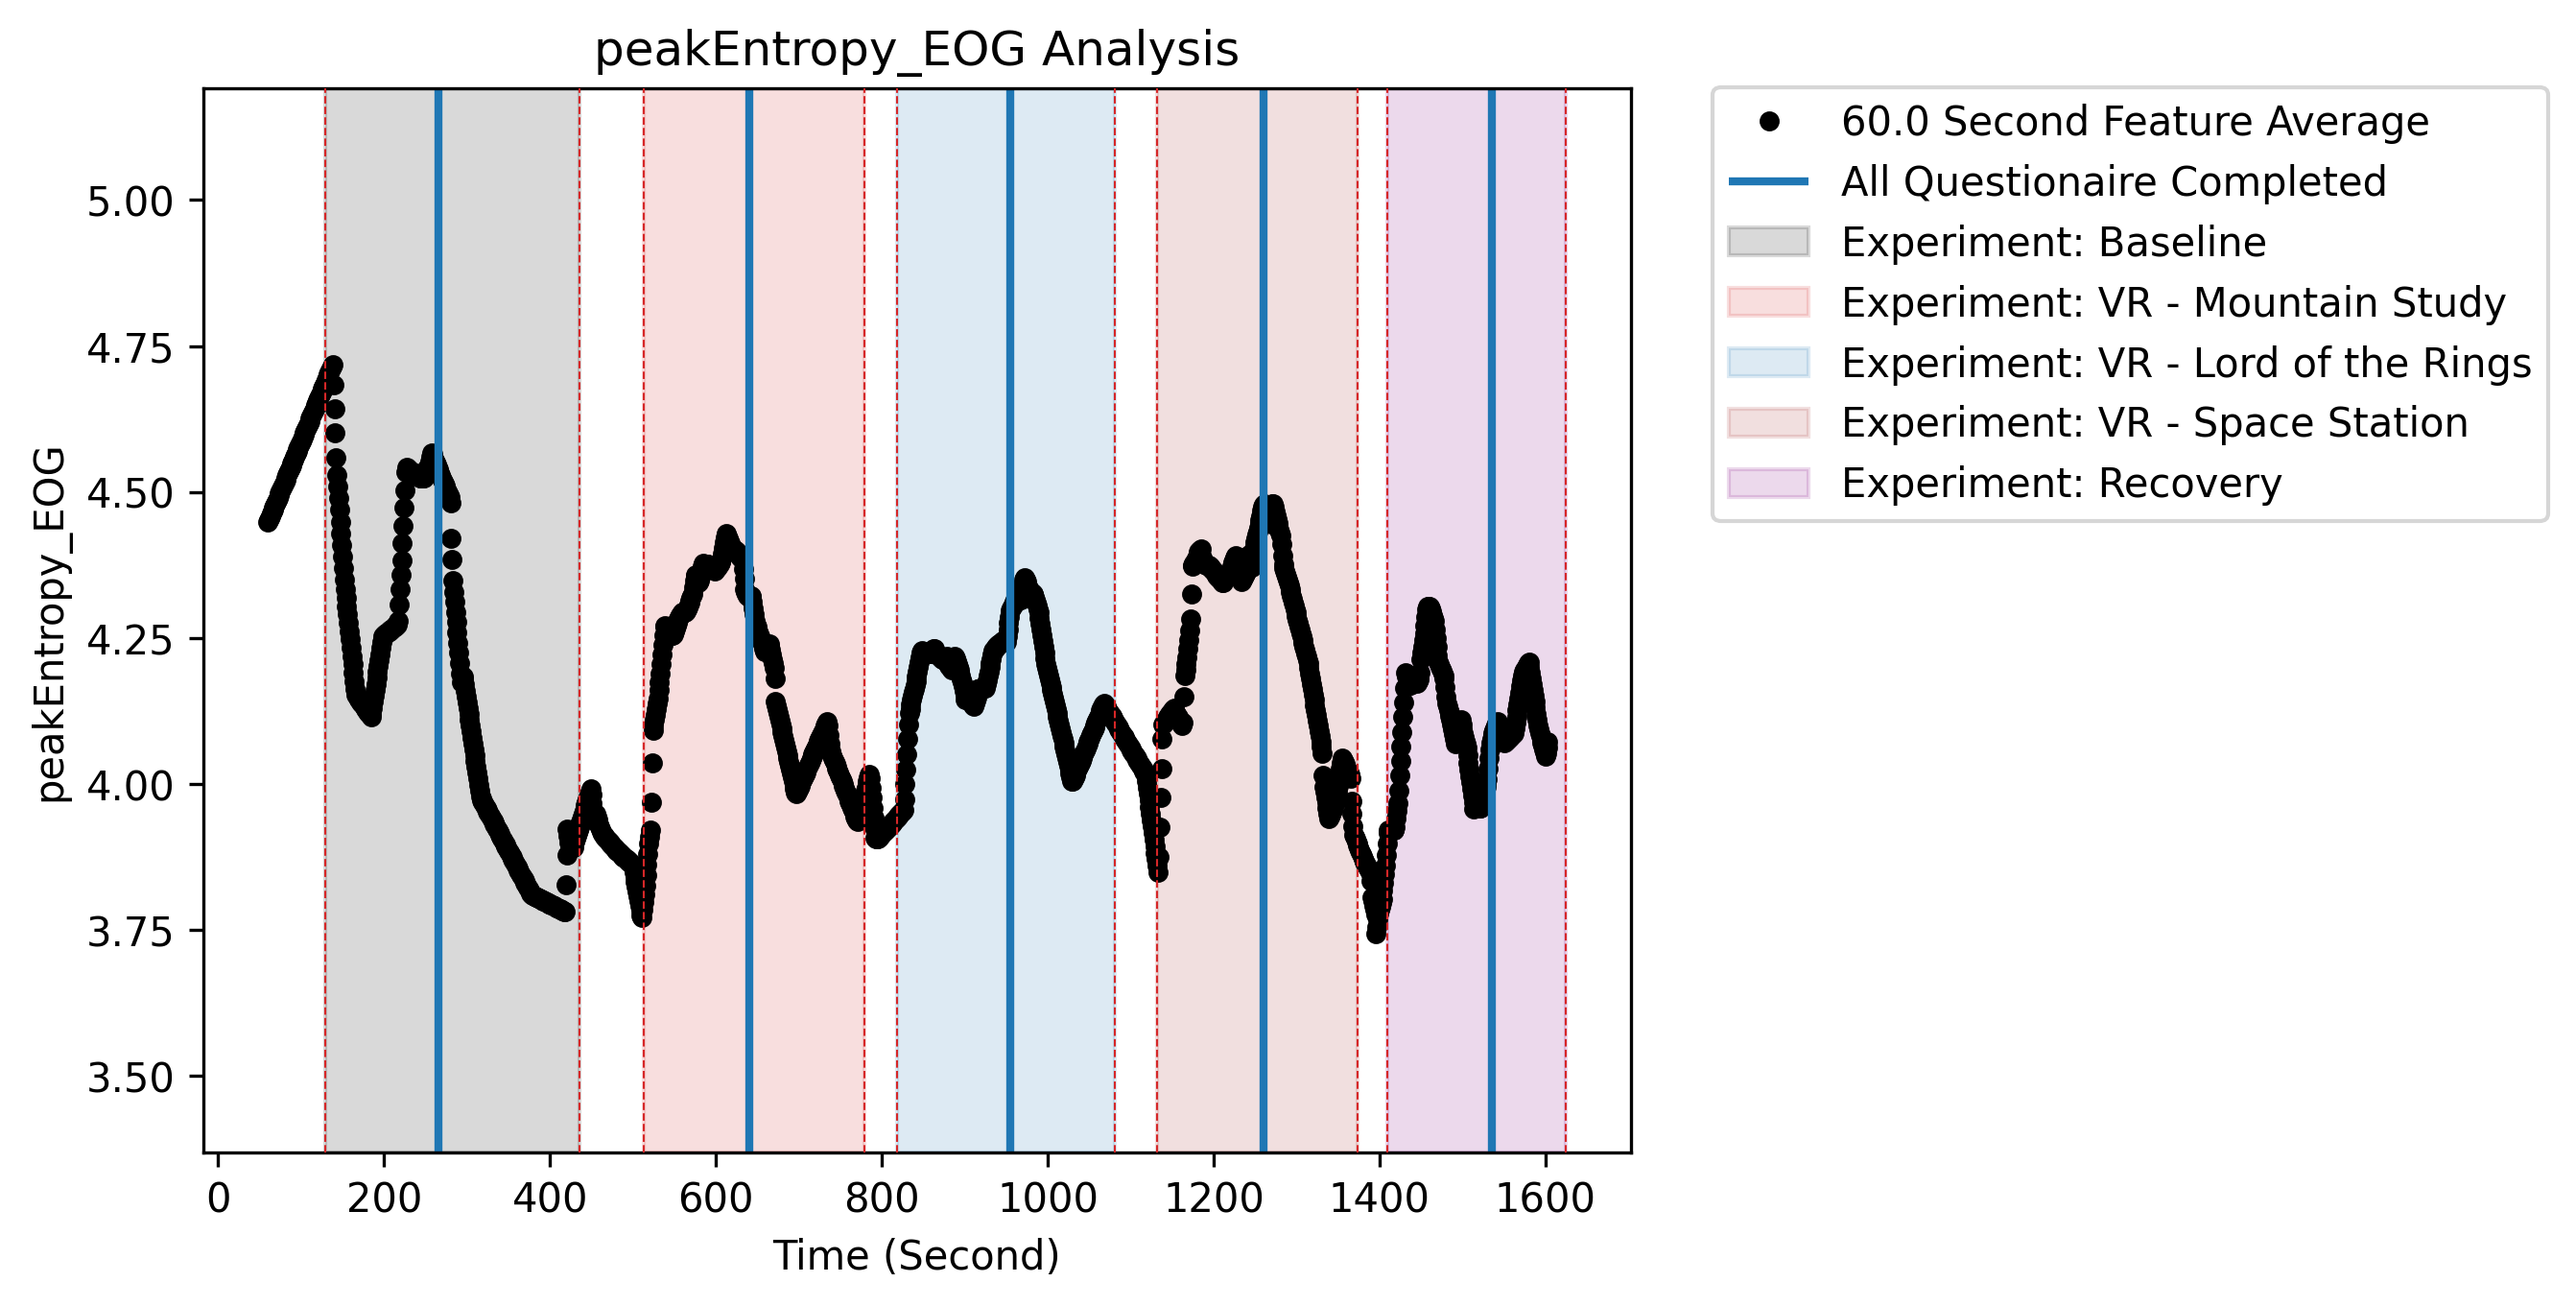 peakEntropy_EOG Analysis
peakEntropy_EOG
5.00
4.75
4.50
4.25
4.00
3.75
3.50
0 200 400 600 800 1000 1200 1400 1600
Time (Second)
60.0 Second Feature Average
All Questionaire Completed
Experiment: Baseline
Experiment: VR - Mountain Study
Experiment: VR - Lord of the Rings
Experiment: VR - Space Station
Experiment: Recovery